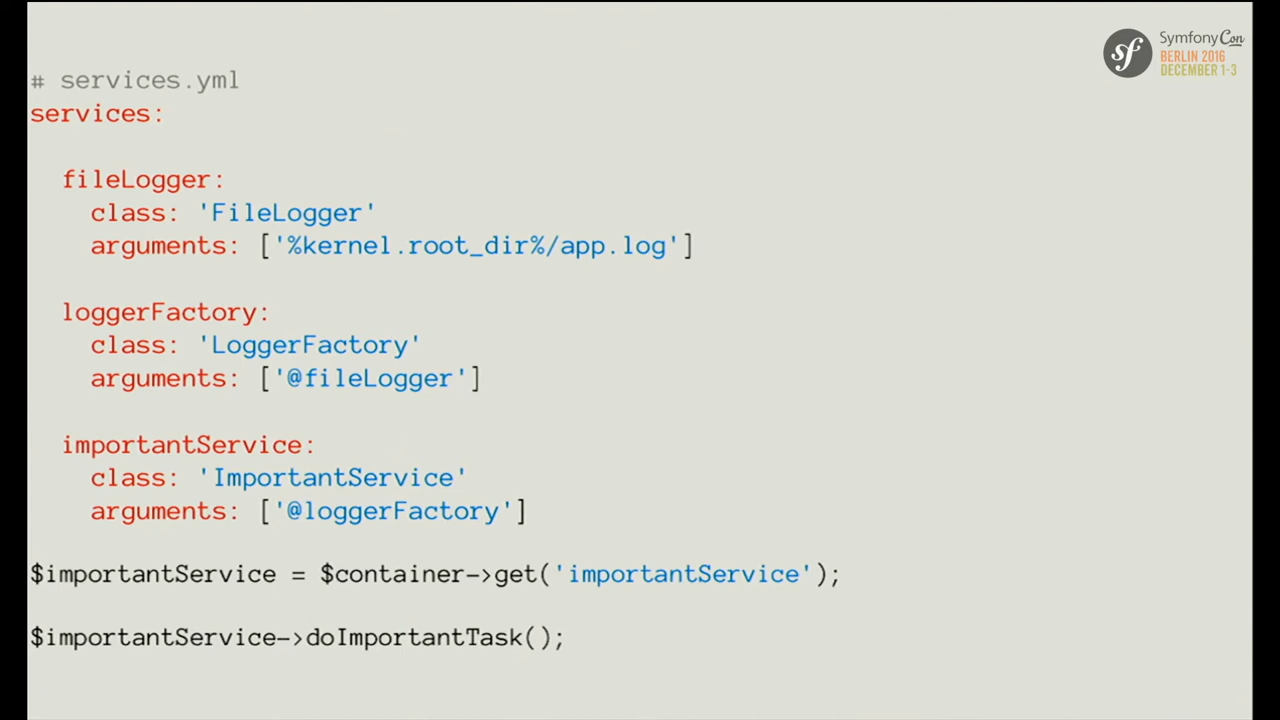 SymfonyCon
BERLIN 2016
DECEMBER 1-3
sf
# services.yml
services:
fileLogger:
class: 'FileLogger'
arguments: ['%kernel.root_dir%/app.log']
loggerFactory:
class: 'LoggerFactory'
arguments: ['@fileLogger']
importantService:
class: 'ImportantService'
arguments: ['@loggerFactory']
$importantService = $container->get('importantService');
$importantService->doImportantTask();